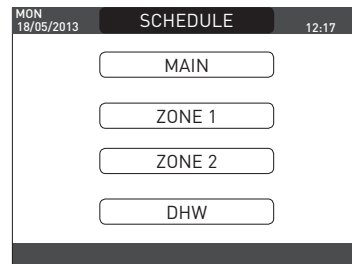 MON
18/05/2013
SCHEDULE
12:17
MAIN
ZONE 1
ZONE 2
DHW